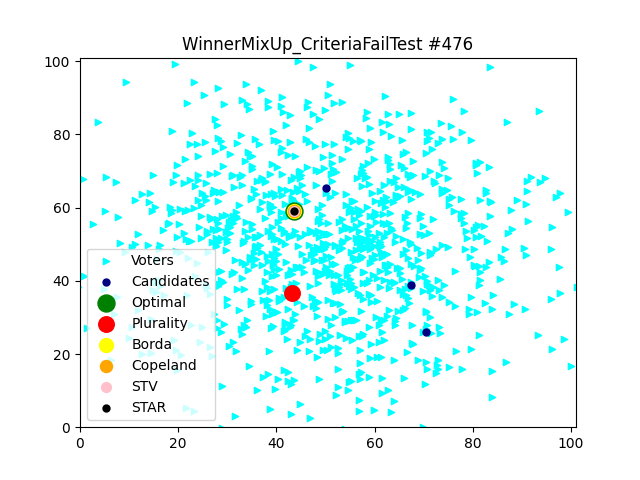 WinnerMixUp_CriteriaFailTest #476
100
80
60
40
20
0
Voters
Candidates
Optimal
Plurality
Borda
Copeland
STV
STAR
0 20 40 60 80 100